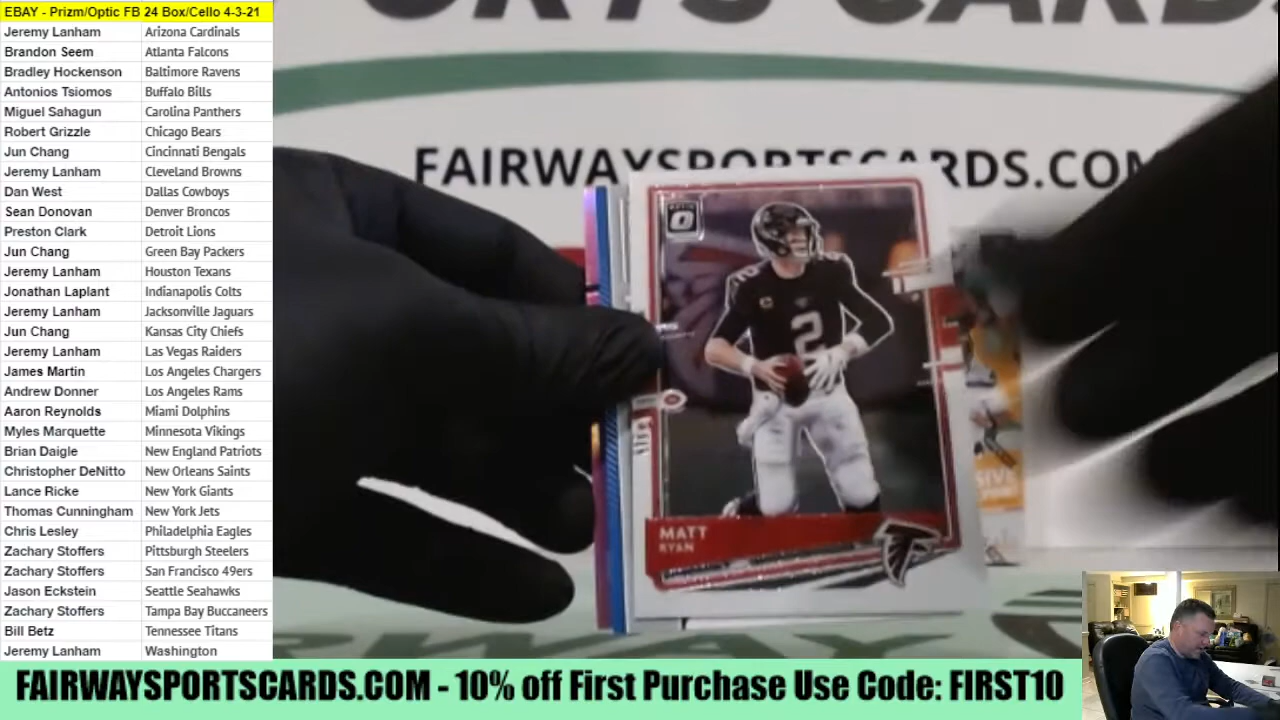 EBAY - Prizm/Optic FB 24 Box/Cello 4-3-21
Jeremy Lanham Arizona Cardinals
Brandon Seem Atlanta Falcons
Bradley Hockenson Baltimore Ravens
Antonios Tsiomos Buffalo Bills
Miguel Sahagun Carolina Panthers
Robert Grizzle Chicago Bears
Jun Chang Cincinnati Bengals
Jeremy Lanham Cleveland Browns
Dan West Dallas Cowboys
Sean Donovan Denver Broncos
Preston Clark Detroit Lions
Jun Chang Green Bay Packers
Jeremy Lanham Houston Texans
Jonathan Laplant Indianapolis Colts
Jeremy Lanham Jacksonville Jaguars
Jun Chang Kansas City Chiefs
Jeremy Lanham Las Vegas Raiders
James Martin Los Angeles Chargers
Andrew Donner Los Angeles Rams
Aaron Reynolds Miami Dolphins
Myles Marquette Minnesota Vikings
Brian Daigle New England Patriots
Christopher DeNitto New Orleans Saints
Lance Ricke New York Giants
Thomas Cunningham New York Jets
Chris Lesley Philadelphia Eagles
Zachary Stoffers Pittsburgh Steelers
Zachary Stoffers San Francisco 49ers
Jason Eckstein Seattle Seahawks
Zachary Stoffers Tampa Bay Buccaneers
Bill Betz Tennessee Titans
Jeremy Lanham Washington
SPORTS CARDS
FAIRWAYSPORTSCARDS.COM
2
MATT
RYAN
FAIRWAYSPORTSCARDS.COM - 10% off First Purchase Use Code: FIRST10